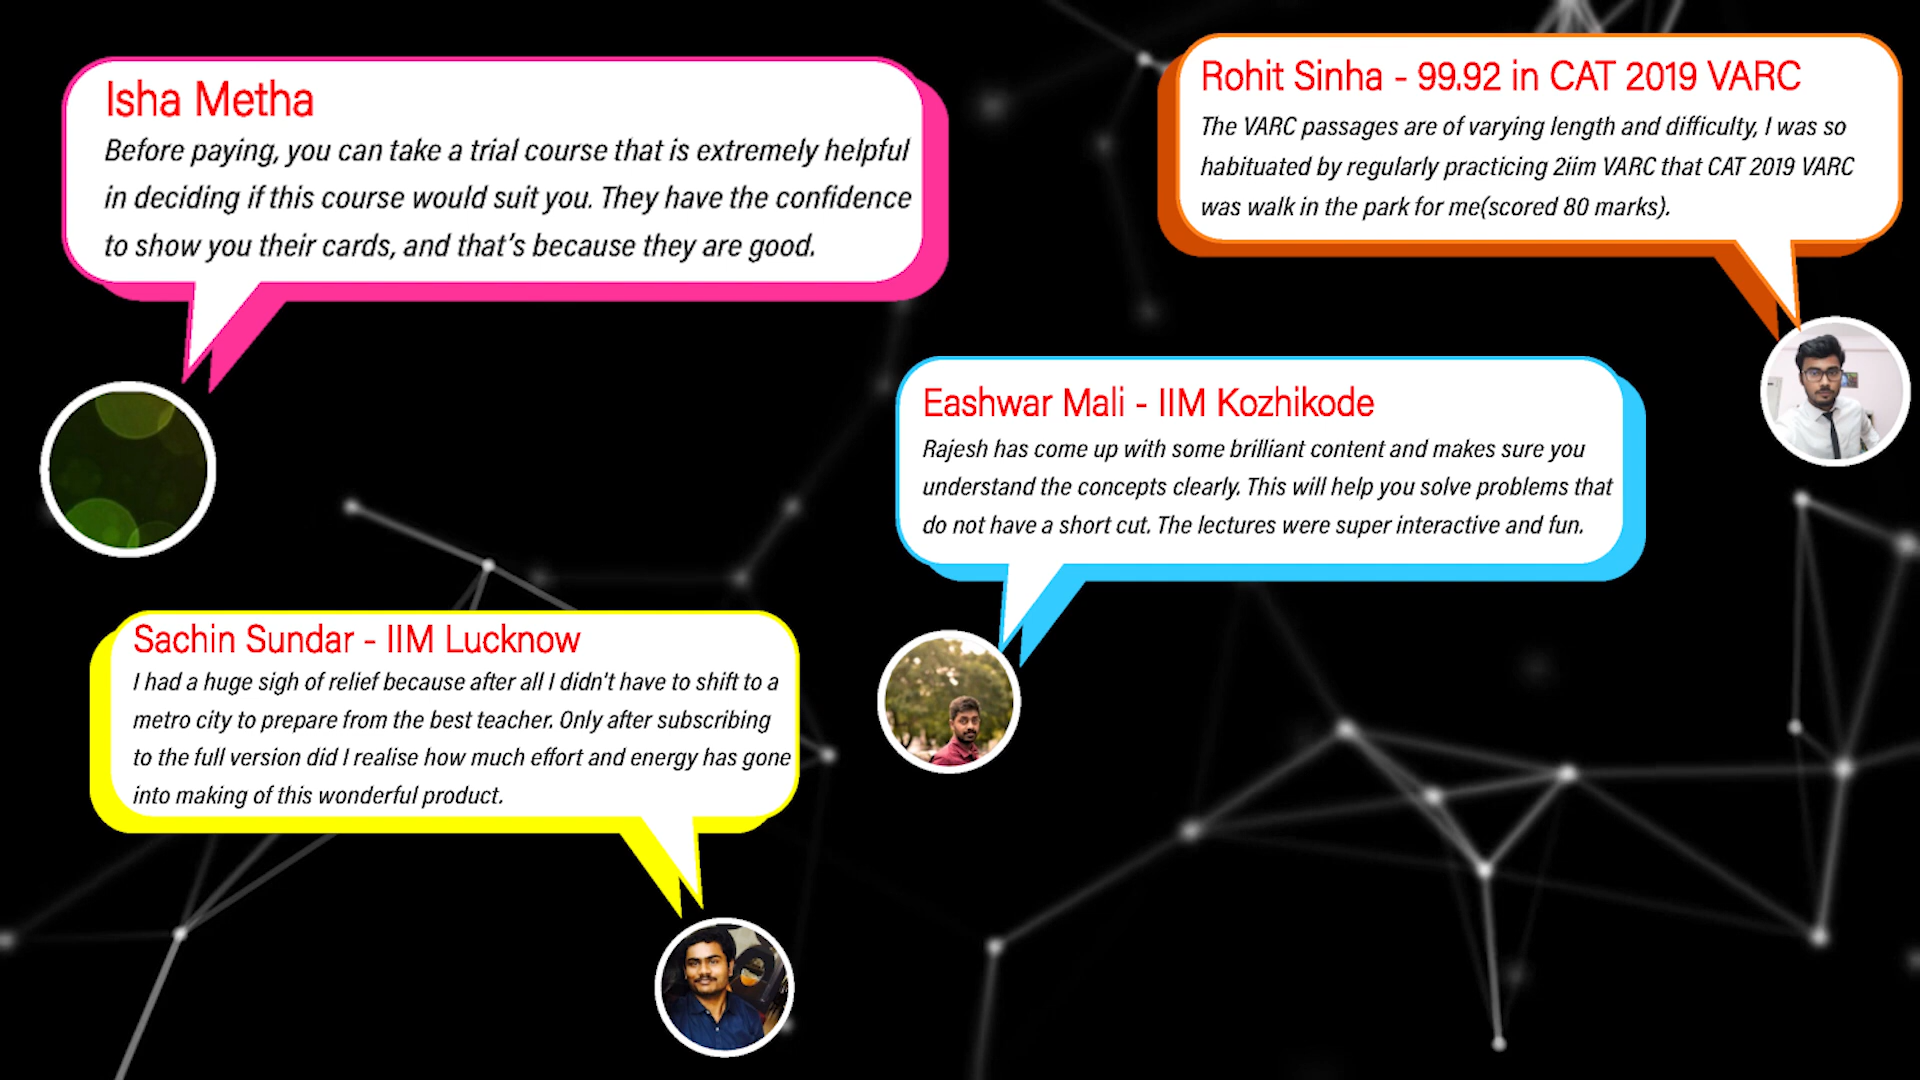 Isha Metha
Before paying, you can take a trial course that is extremely helpful
in deciding if this course would suit you. They have the confidence
to show you their cards, and that's because they are good.
Rohit Sinha - 99.92 in CAT 2019 VARC
The VARC passages are of varying length and difficulty, I was so
habituated by regularly practicing 2iim VARC that CAT 2019 VARC
was walk in the park for me(scored 80 marks).
Eashwar Mali - IIM Kozhikode
Rajesh has come up with some brilliant content and makes sure you
understand the concepts clearly. This will help you solve problems that
do not have a short cut. The lectures were super interactive and fun.
Sachin Sundar - IIM Lucknow
I had a huge sigh of relief because after all I didn't have to shift to a
metro city to prepare from the best teacher. Only after subscribing
to the full version did I realise how much effort and energy has gone
into making of this wonderful product.